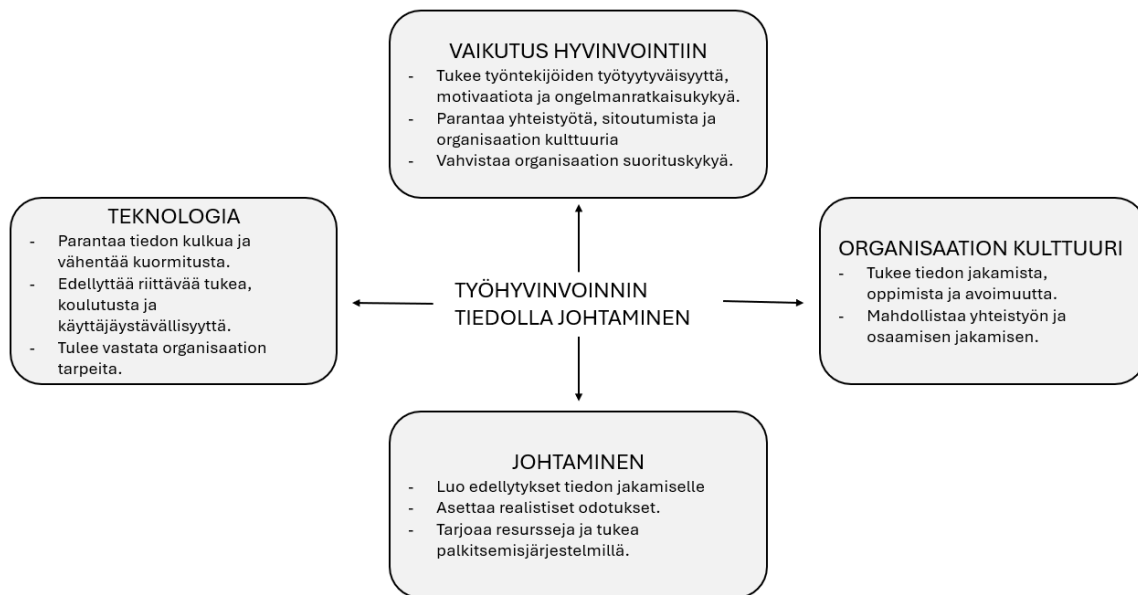 VAIKUTUS HYVINVOINTIIN
- Tukee työntekijöiden työtyytyväisyyttä,
motivaatiota ja ongelmanratkaisukykyä.
- Parantaa yhteistyötä, sitoutumista ja
organisaation kulttuuria
- Vahvistaa organisaation suorituskykyä.
TEKNOLOGIA
- Parantaa tiedon kulkua ja
vähentää kuormitusta.
- Edellyttää riittävää tukea,
koulutusta ja
käyttäjäystävällisyyttä.
- Tulee vastata organisaation
tarpeita.
TYÖHYVINVOINNIN
TIEDOLLA JOHTAMINEN
ORGANISAATION KULTTUURI
- Tukee tiedon jakamista,
oppimista ja avoimuutta.
- Mahdollistaa yhteistyön ja
osaamisen jakamisen.
JOHTAMINEN
- Luo edellytykset tiedon jakamiselle
- Asettaa realistiset odotukset.
- Tarjoaa resursseja ja tukea
palkitsemisjärjestelmillä.